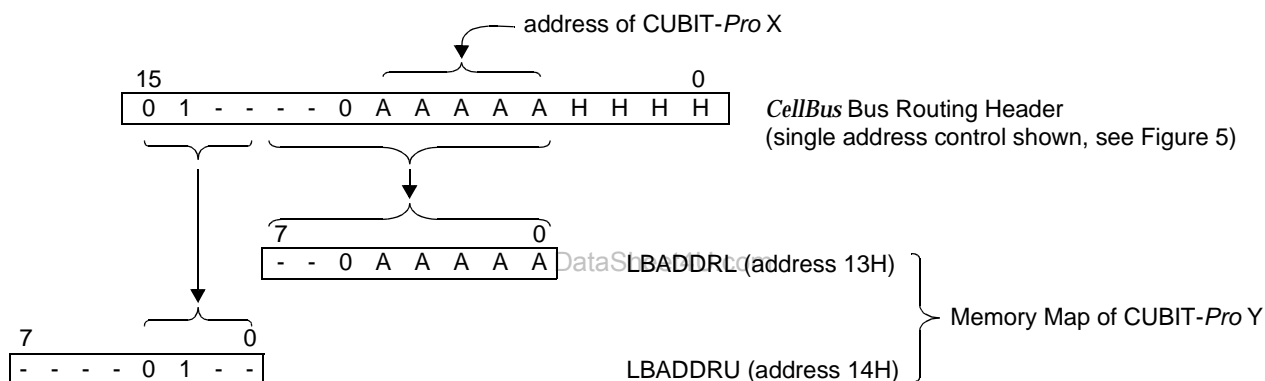 address of CUBIT-Pro X
15 0
0 1 - - - - 0 A A A A A H H H H
CellBus Bus Routing Header
(single address control shown, see Figure 5)
7 0
- - 0 A A A A A
LBADDRL (address 13H)
Memory Map of CUBIT-Pro Y
7 0
- - - - 0 1 - -
LBADDRU (address 14H)